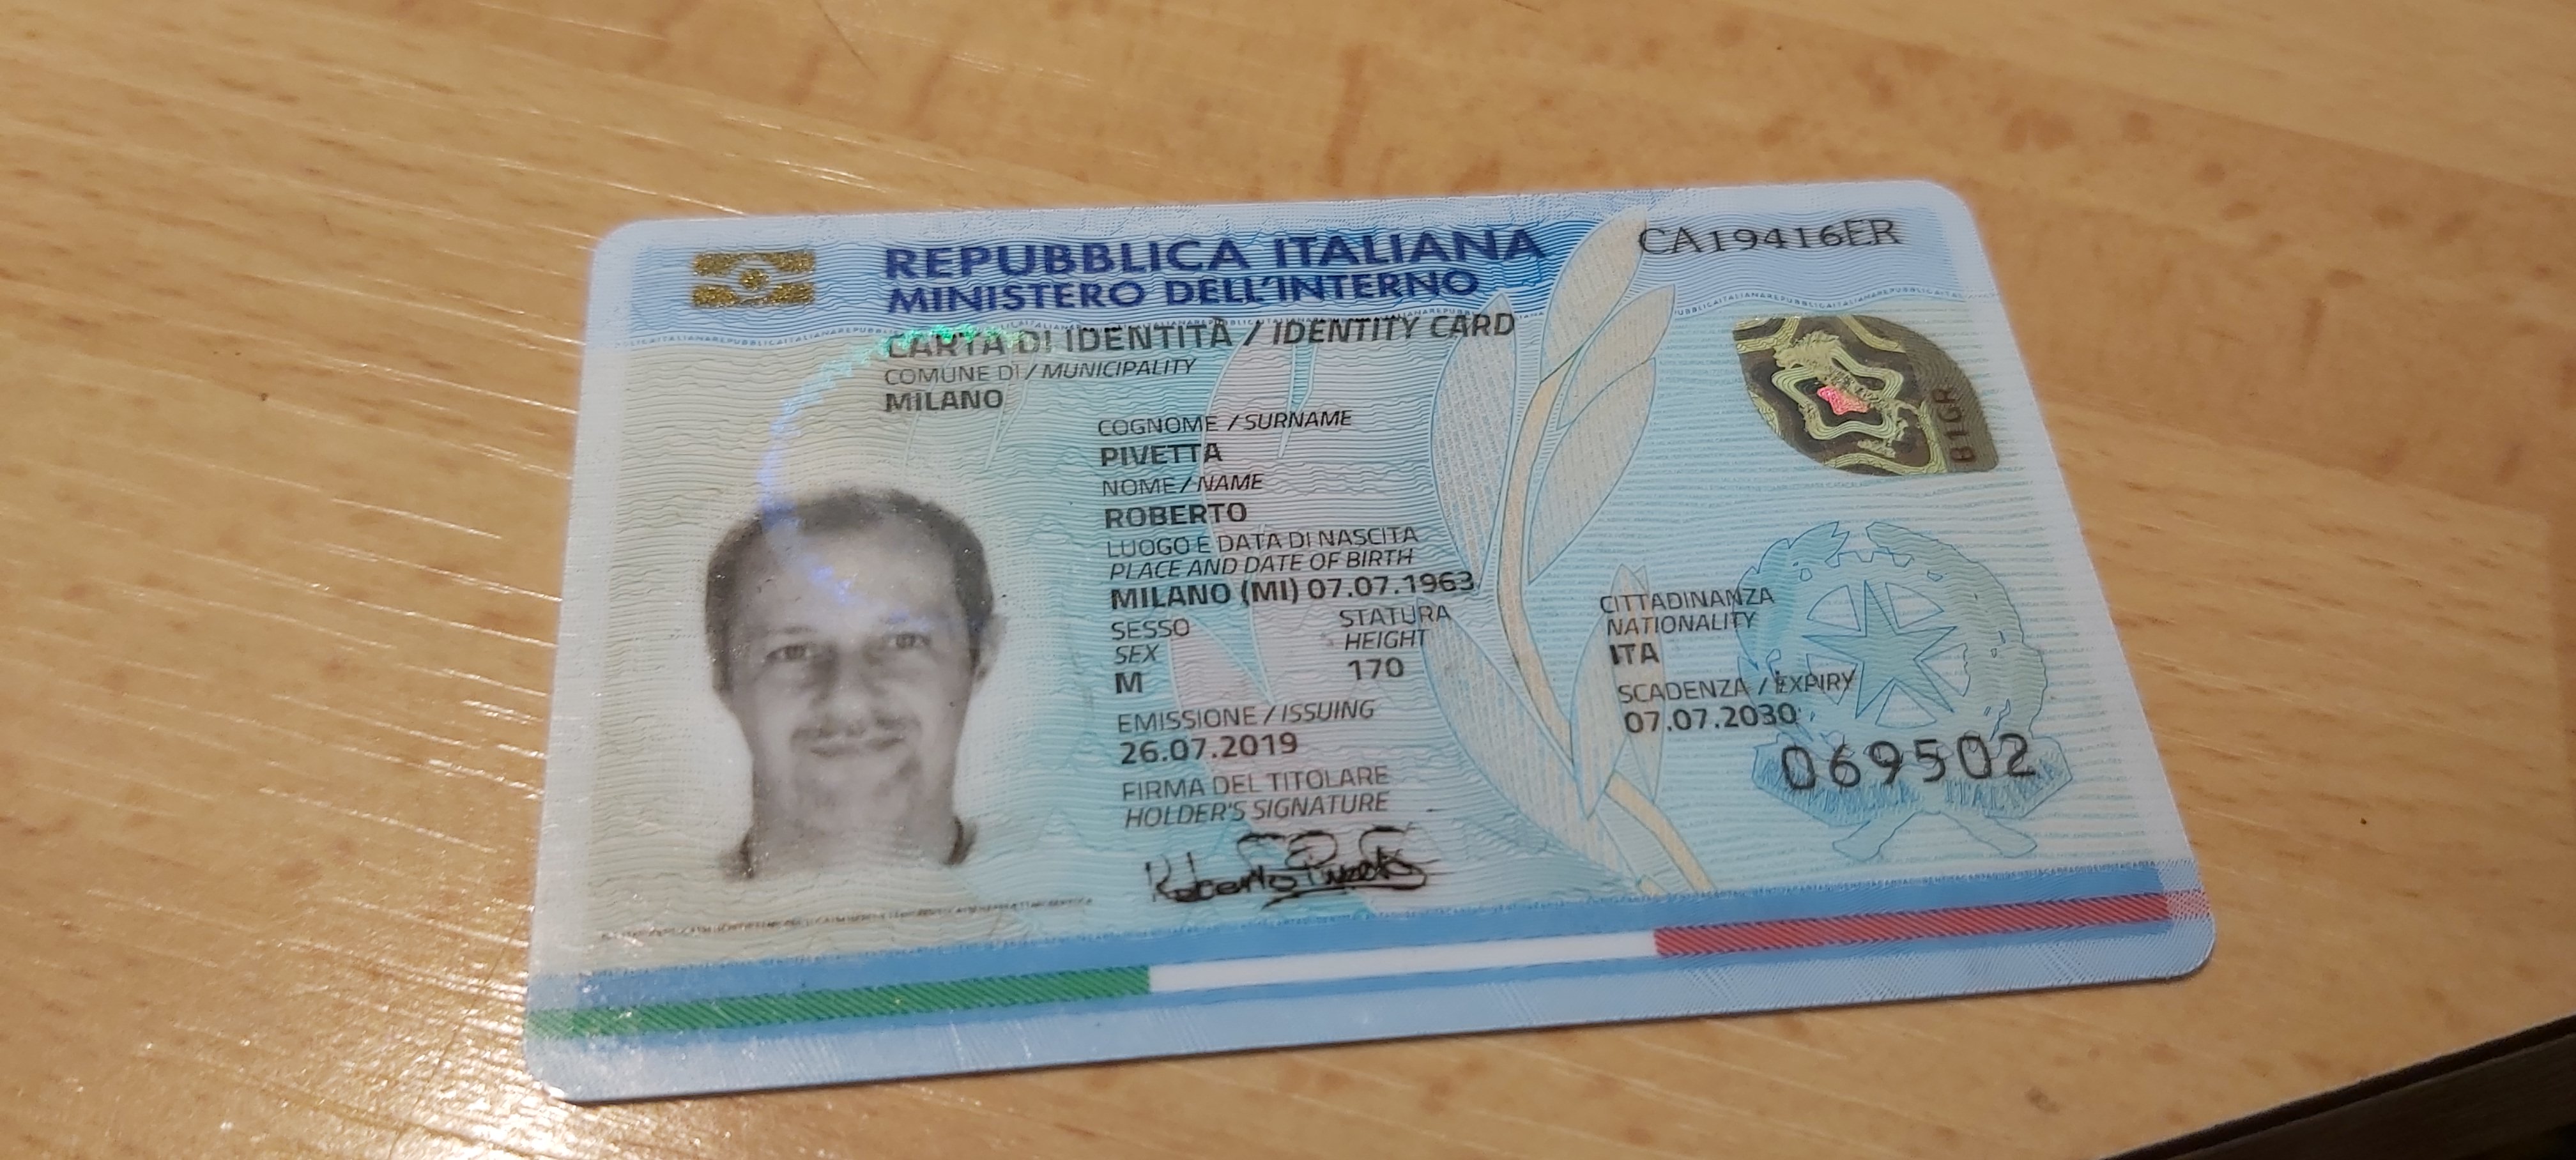 REPUBBLICA ITALIANA
MINISTERO DELL'INTERNO
CA19416ER
CARTA DI IDENTITÀ / IDENTITY CARD
COMUNE DI / MUNICIPALITY
MILANO
COGNOME / SURNAME
PIVETTA
NOME / NAME
ROBERTO
LUOGO E DATA DI NASCITA
PLACE AND DATE OF BIRTH
MILANO (MI) 07.07.1963
SESSO
SEX
M
STATURA
HEIGHT
170
CITTADINANZA
NATIONALITY
ITA
EMISSIONE / ISSUING
26.07.2019
SCADENZA / EXPIRY
07.07.2030
069502
FIRMA DEL TITOLARE
HOLDER'S SIGNATURE
Roberto Pivetta